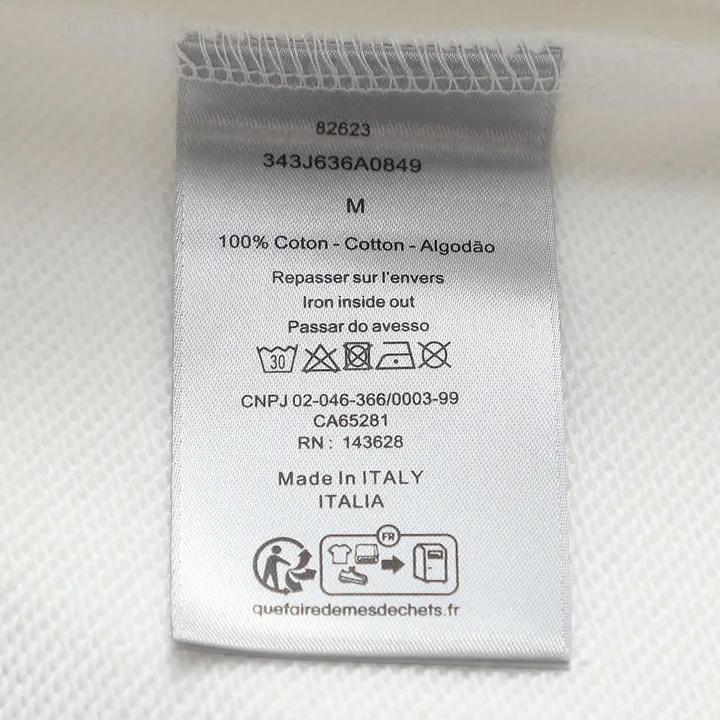 82623
343J636A0849
M
100% Coton - Cotton - Algodão
Repasser sur l'envers
Iron inside out
Passar do avesso
30
CNPJ 02-046-366/0003-99
CA65281
RN : 143628
Made In ITALY
ITALIA
FR
quefairedemesdechets.fr